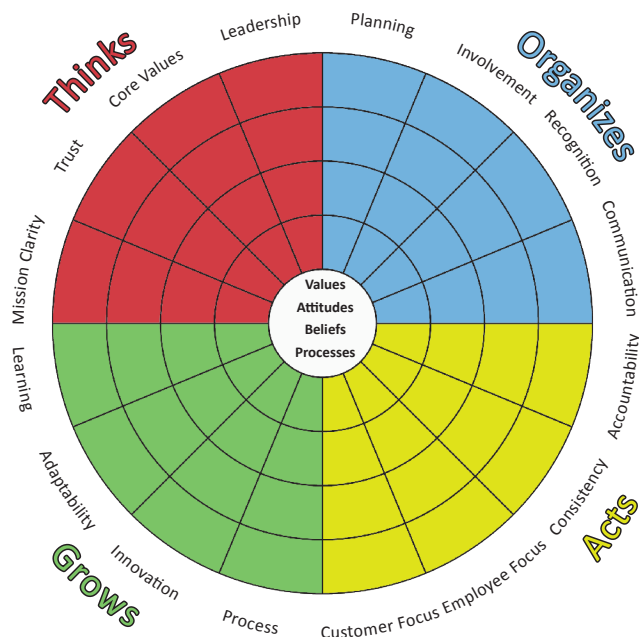 Thinks
Mission Clarity
Trust
Core Values
Leadership
Organizes
Planning
Involvement
Recognition
Communication
Values
Attitudes
Beliefs
Processes
Acts
Accountability
Consistency
Employee Focus
Customer Focus
Grows
Process
Innovation
Adaptability
Learning